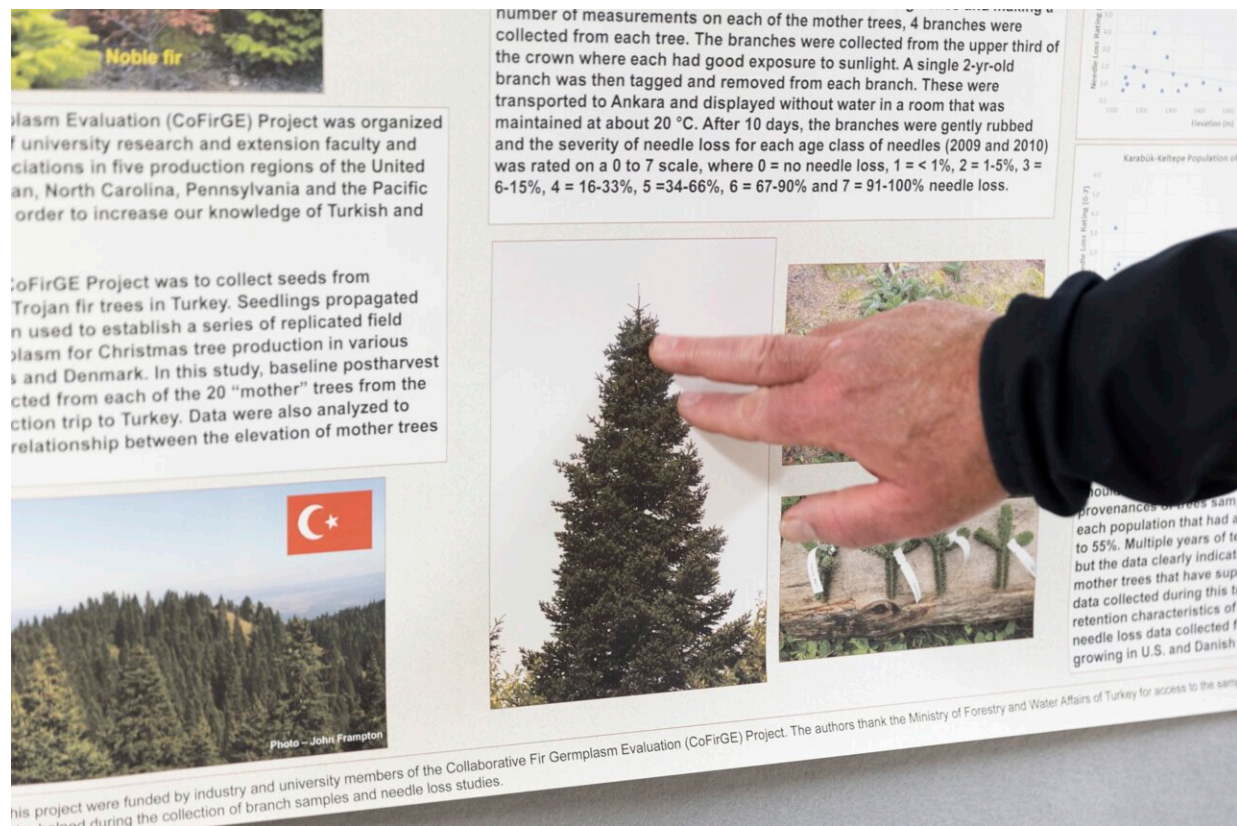 Noble fir
plasm Evaluation (CoFirGE) Project was organized
f university research and extension faculty and
ciations in five production regions of the United
an, North Carolina, Pennsylvania and the Pacific
order to increase our knowledge of Turkish and
CoFirGE Project was to collect seeds from
Trojan fir trees in Turkey. Seedlings propagated
n used to establish a series of replicated field
plasm for Christmas tree production in various
s and Denmark. In this study, baseline postharvest
cted from each of the 20 “mother” trees from the
ction trip to Turkey. Data were also analyzed to
relationship between the elevation of mother trees
Photo – John Frampton
number of measurements on each of the mother trees, 4 branches were
collected from each tree. The branches were collected from the upper third of
the crown where each had good exposure to sunlight. A single 2-yr-old
branch was then tagged and removed from each branch. These were
transported to Ankara and displayed without water in a room that was
maintained at about 20 °C. After 10 days, the branches were gently rubbed
and the severity of needle loss for each age class of needles (2009 and 2010)
was rated on a 0 to 7 scale, where 0 = no needle loss, 1 = < 1%, 2 = 1-5%, 3 =
6-15%, 4 = 16-33%, 5 =34-66%, 6 = 67-90% and 7 = 91-100% needle loss.
Needle Loss Rating
Elevation (m)
Karabük-Keltepe Population of
Loss Rating (0-7)
provenances of trees sam
each population that had a
to 55%. Multiple years of te
but the data clearly indicat
mother trees that have sup
data collected during this t
retention characteristics of
needle loss data collected f
growing in U.S. and Danish
his project were funded by industry and university members of the Collaborative Fir Germplasm Evaluation (CoFirGE) Project. The authors thank the Ministry of Forestry and Water Affairs of Turkey for access to the samp
helped during the collection of branch samples and needle loss studies.